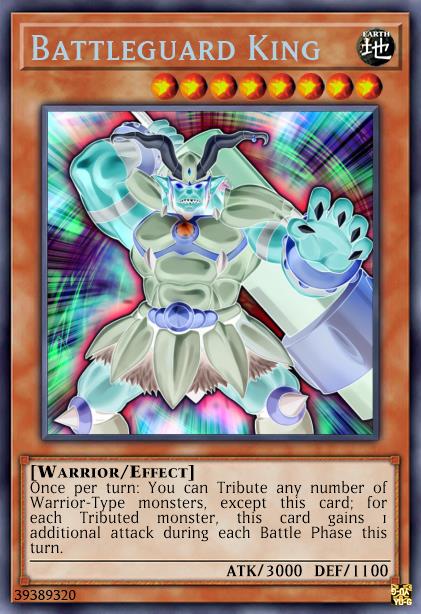 BATTLEGUARD KING
EARTH
地
[WARRIOR/EFFECT]
Once per turn: You can Tribute any number of
Warrior-Type monsters, except this card; for
each Tributed monster, this card gains 1
additional attack during each Battle Phase this
turn.
ATK/3000 DEF/1100
39389320